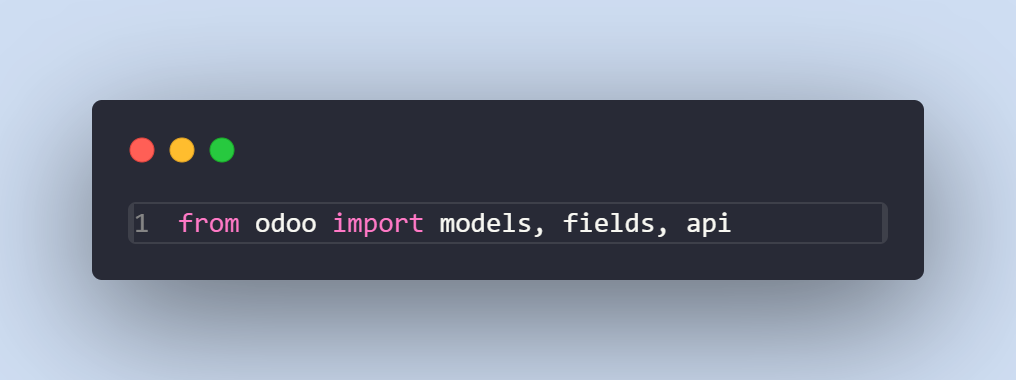 1 from odoo import models, fields, api